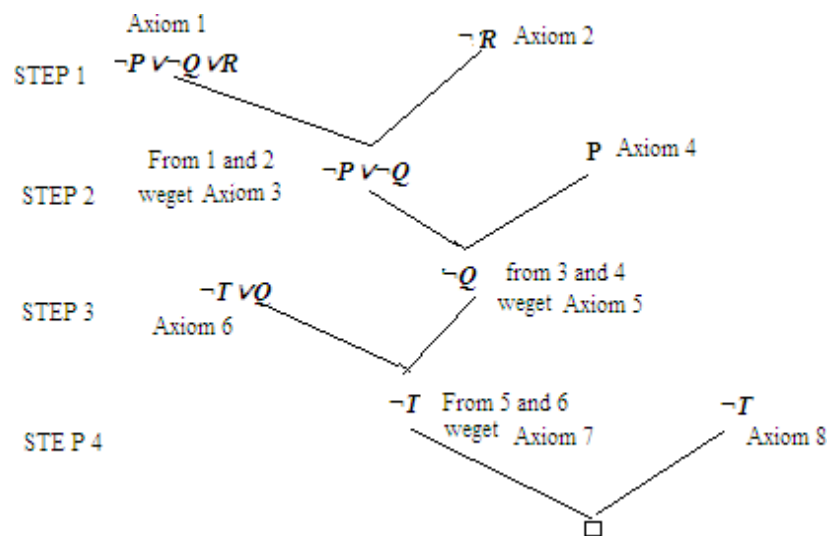 Axiom 1
STEP 1 ¬P ∨¬Q ∨R ¬R Axiom 2
From 1 and 2
weget Axiom 3
STEP 2 ¬P ∨¬Q P Axiom 4
STEP 3 ¬T ∨Q
Axiom 6
¬Q from 3 and 4
weget Axiom 5
STE P 4 ¬T From 5 and 6
weget Axiom 7
¬T
Axiom 8